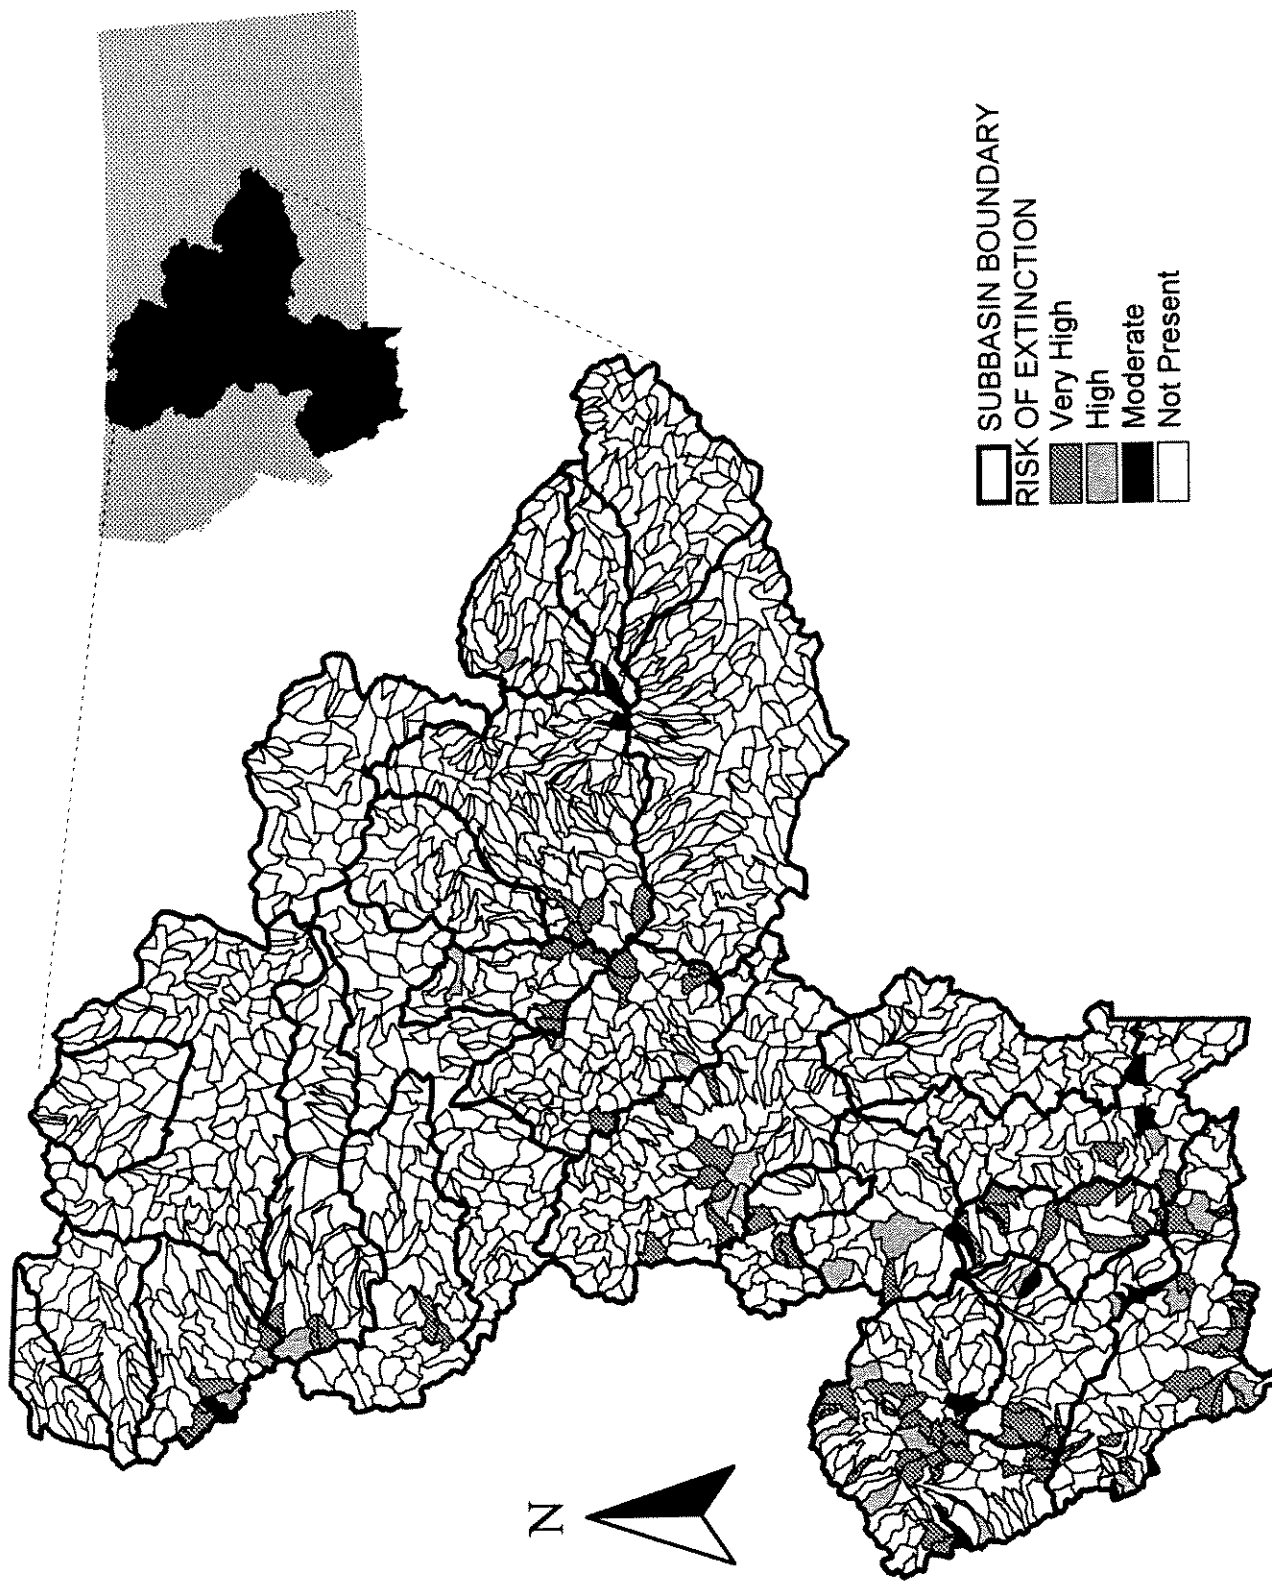 N
SUBBASIN BOUNDARY
RISK OF EXTINCTION
Very High
High
Moderate
Not Present